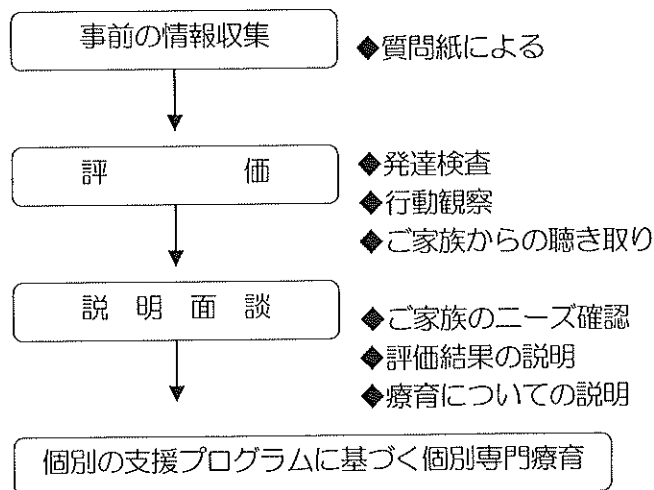 事前の情報収集
◆質問紙による
評　　　価
◆発達検査
◆行動観察
◆ご家族からの聴き取り
説　明　面　談
◆ご家族のニーズ確認
◆評価結果の説明
◆療育についての説明
個別の支援プログラムに基づく個別専門療育